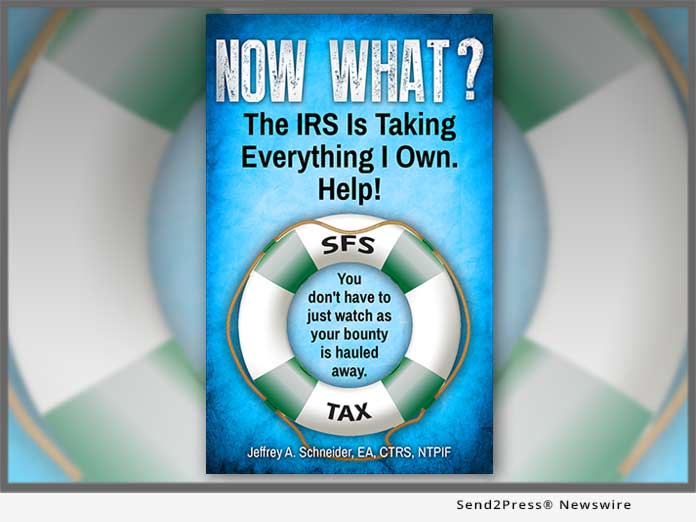 NOW WHAT?
The IRS Is Taking
Everything I Own.
Help!
SFS
You
don't have to
just watch as
your bounty
is hauled
away.
TAX
Jeffrey A. Schneider, EA, CTRS, NTPIF
Send2Press® Newswire